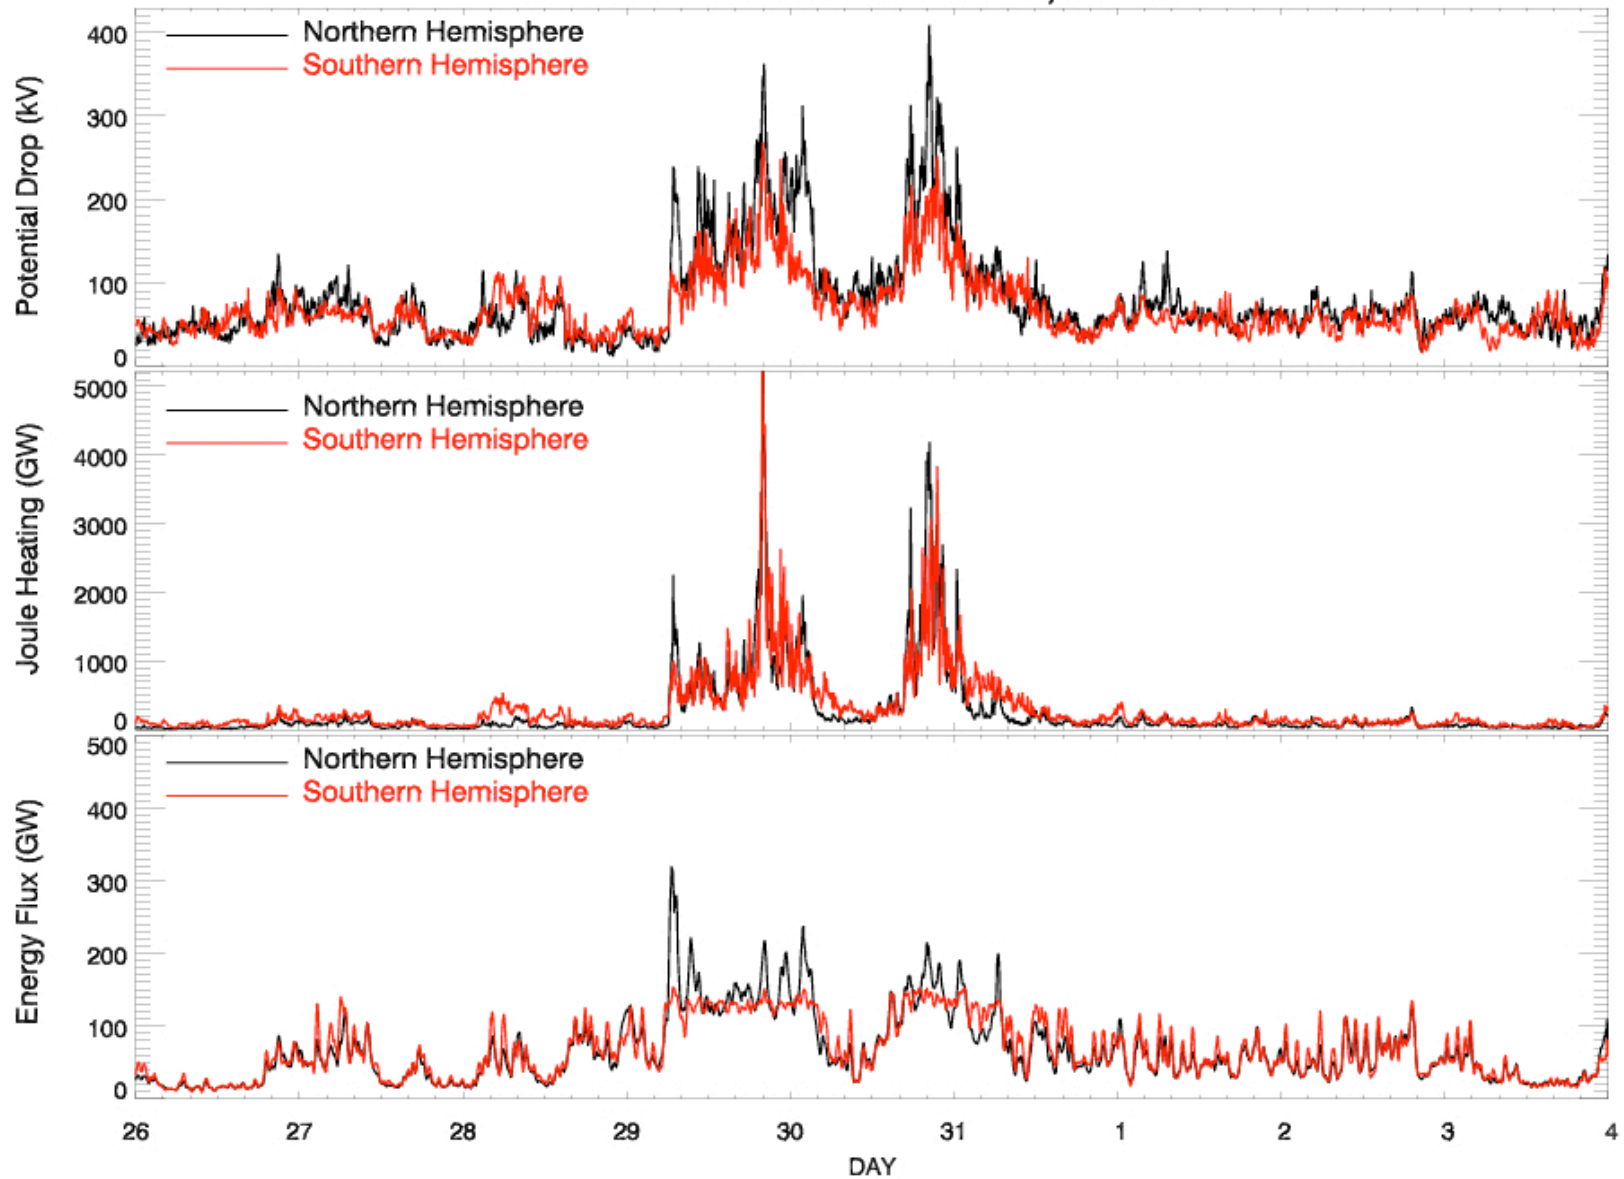 Northern Hemisphere
Southern Hemisphere
Potential Drop (kV)
400
300
200
100
0
Northern Hemisphere
Southern Hemisphere
Joule Heating (GW)
5000
4000
3000
2000
1000
0
Northern Hemisphere
Southern Hemisphere
Energy Flux (GW)
500
400
300
200
100
0
26 27 28 29 30 31 1 2 3 4
DAY